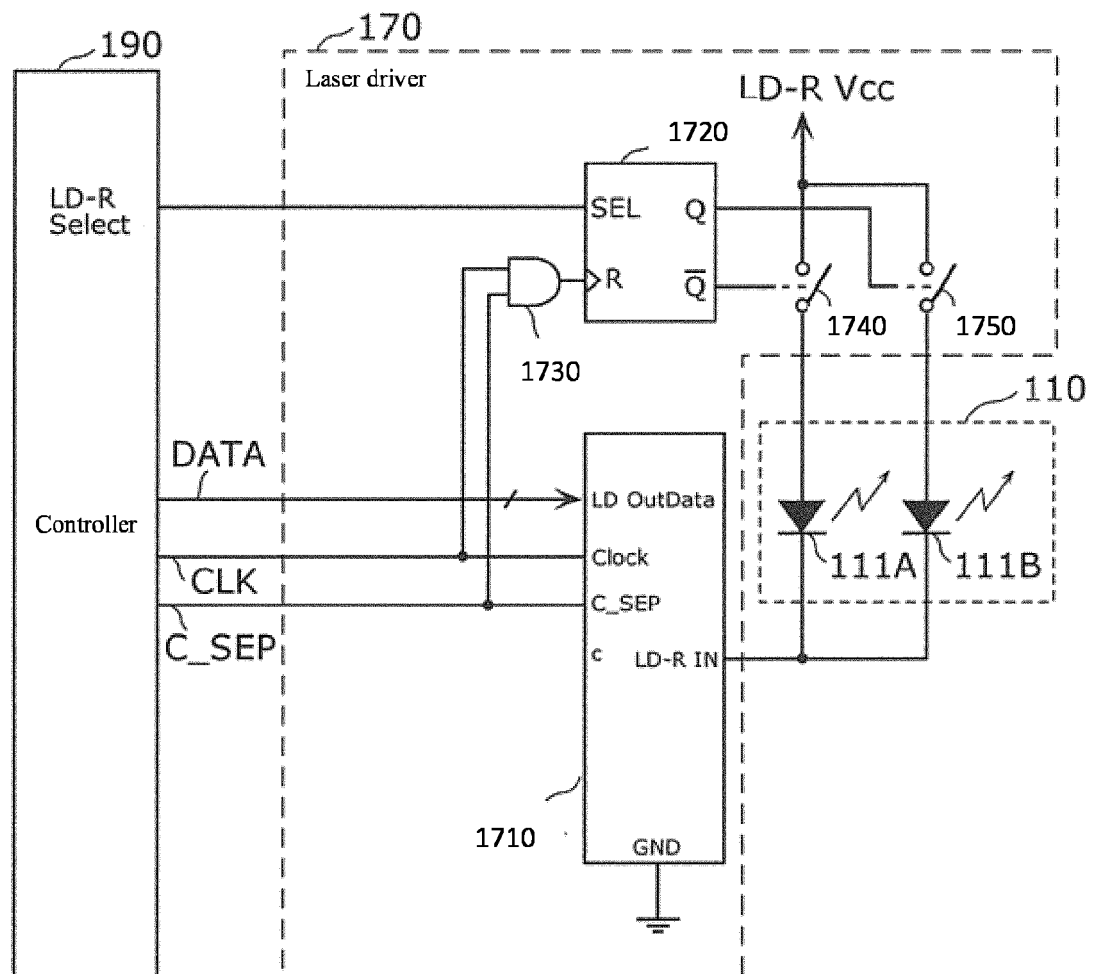 190
170
Laser driver
LD-R Vcc
1720
LD-R
Select
SEL
Q
R
Q̅
1740
1750
1730
110
DATA
LD OutData
Controller
Clock
CLK
111A
111B
C_SEP
C_SEP
c
LD-R IN
1710
GND